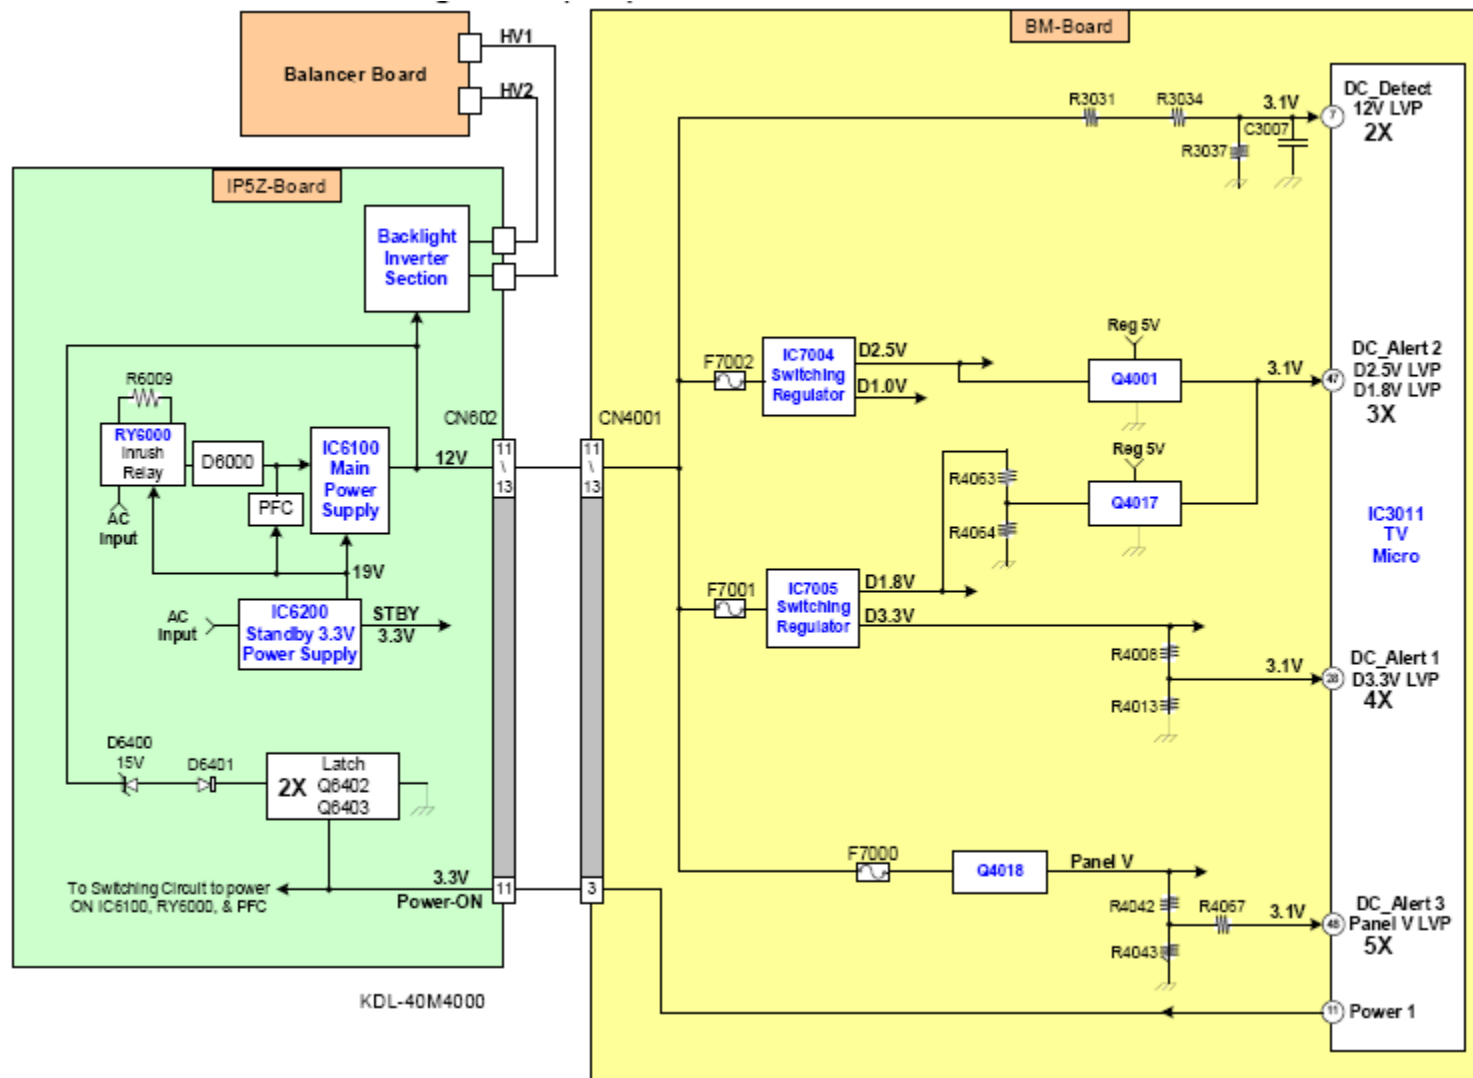 BM-Board
HV1
Balancer Board
HV2
DC_Detect
12V LVP
2X
R3031
R3034
3.1V
7
C3007
R3037
IP5Z-Board
Backlight
Inverter
Section
Reg 5V
F7002
IC7004
Switching
Regulator
D2.5V
D1.0V
Q4001
3.1V
47
DC_Alert 2
D2.5V LVP
D1.8V LVP
3X
R6009
RY6000
Inrush
Relay
D6000
IC6100
Main
Power
Supply
PFC
AC
Input
12V
CN602
11
\
13
CN4001
11
\
13
Reg 5V
R4063
Q4017
R4064
IC3011
TV
Micro
19V
AC
Input
IC6200
Standby 3.3V
Power Supply
STBY
3.3V
F7001
IC7005
Switching
Regulator
D1.8V
D3.3V
R4008
3.1V
28
DC_Alert 1
D3.3V LVP
4X
R4013
D6400
15V
D6401
2X
Latch
Q6402
Q6403
F7000
Q4018
Panel V
To Switching Circuit to power
ON IC6100, RY6000, & PFC
3.3V
Power-ON
11
3
R4042
R4067
3.1V
48
DC_Alert 3
Panel V LVP
5X
R4043
KDL-40M4000
11
Power 1